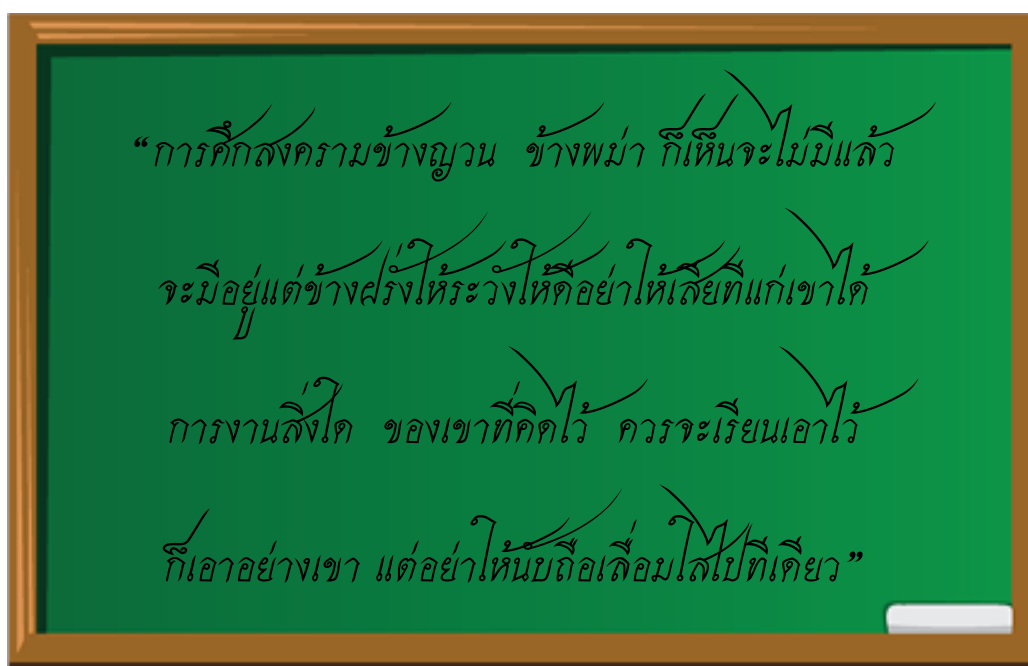 “การศึกสงครามข้างญวน ข้างพม่า ก็เห็นจะไม่มีแล้ว
จะมีอยู่แต่ข้างฝรั่งให้ระวังให้ดีอย่าให้เสียทีแก่เขาได้
การงานสิ่งใด ของเขาที่คิดไว้ ควรจะเรียนเอาไว้
ก็เอาอย่างเขา แต่อย่าให้นับถือเลื่อมใสไปทีเดียว”